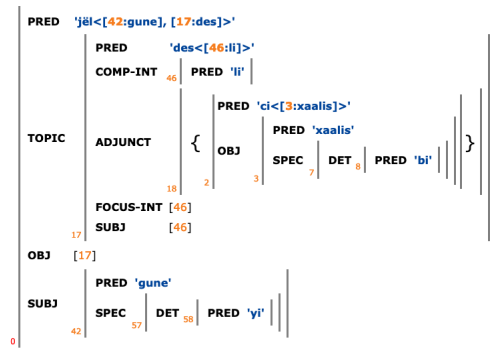 PRED 'jël<[42:gune], [17:des]>'
PRED 'des<[46:li]>'
COMP-INT 46 PRED 'li'
PRED 'ci<[3:xaalis]>'
PRED 'xaalis'
TOPIC ADJUNCT { OBJ }
SPEC DET PRED 'bi'
7 8
18 2 3
FOCUS-INT [46]
SUBJ [46]
17
OBJ [17]
PRED 'gune'
SUBJ
SPEC DET PRED 'yi'
57 58
42
0